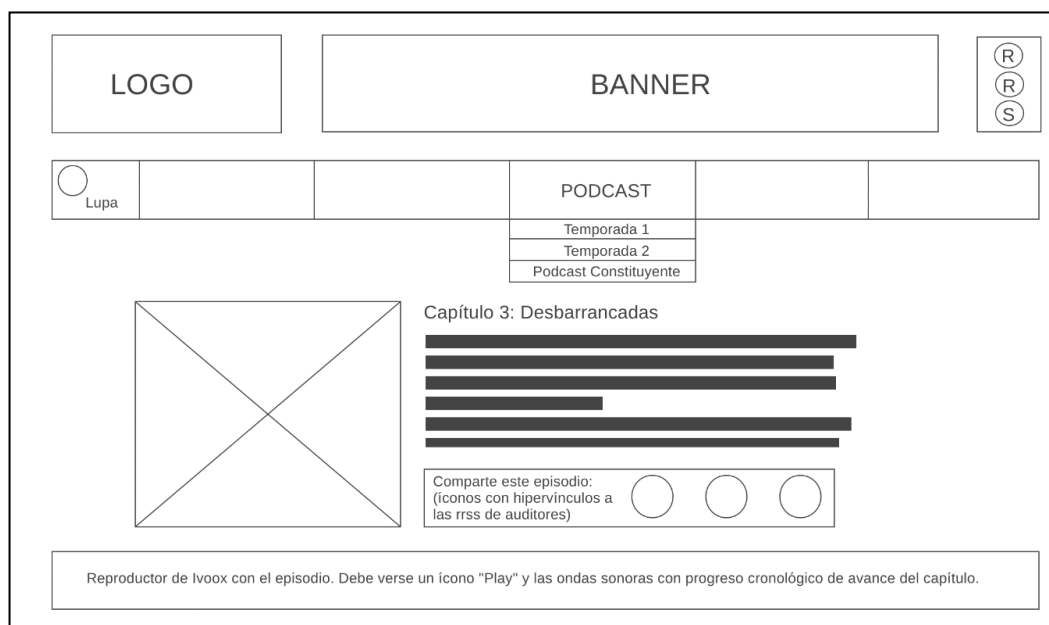 LOGO
BANNER
R
R
S
Lupa
PODCAST
Temporada 1
Temporada 2
Podcast Constituyente
Capítulo 3: Desbarrancadas
Comparte este episodio:
(íconos con hipervínculos a
las rrss de auditores)
Reproductor de Ivoox con el episodio. Debe verse un ícono "Play" y las ondas sonoras con progreso cronológico de avance del capítulo.